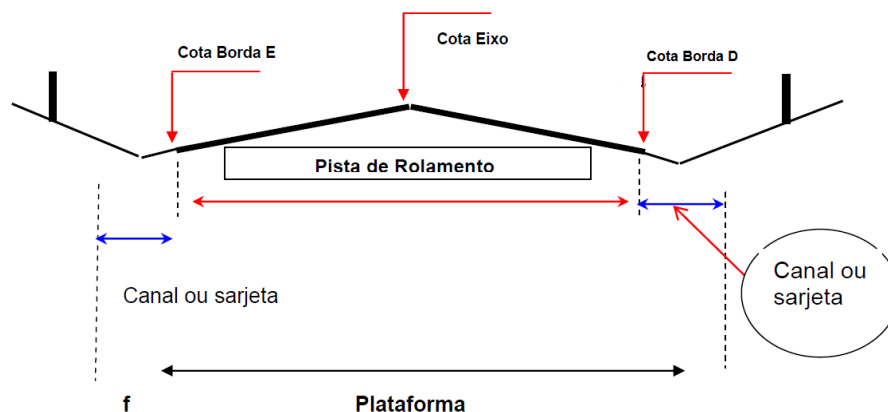 Cota Eixo
Cota Borda E
Cota Borda D
Pista de Rolamento
Canal ou sarjeta
Canal ou
sarjeta
f
Plataforma